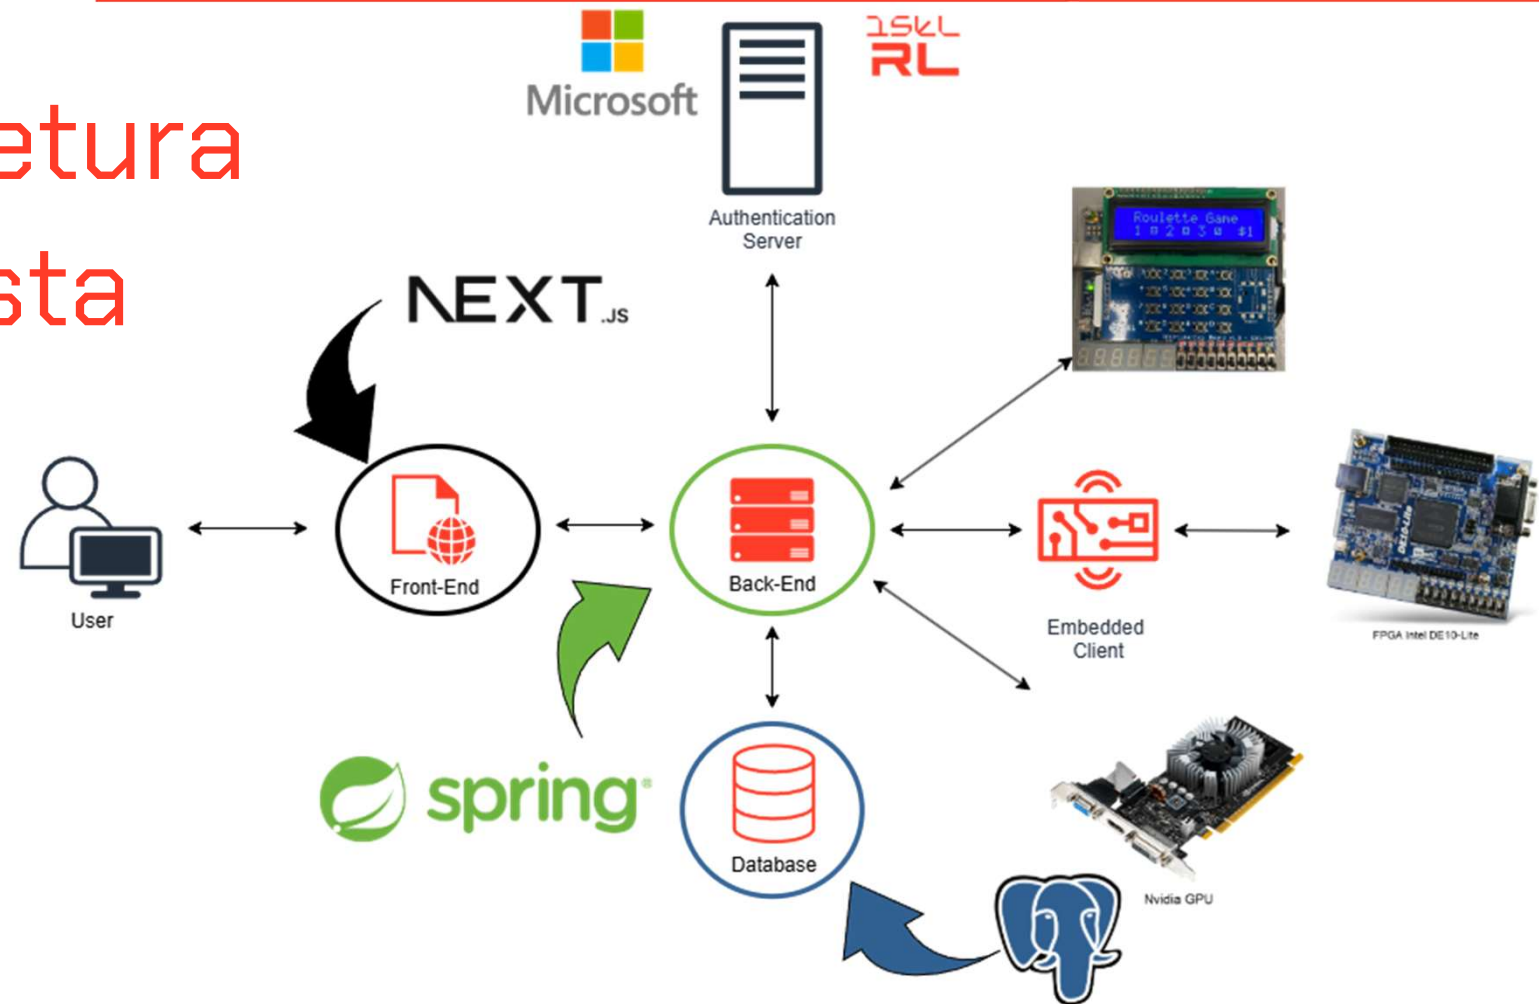 Microsoft
RL
etura
sta
Authentication
Server
Roulette Game
NEXT.JS
User
Front-End
Back-End
Embedded
Client
FPGA Intel DE10-Lite
spring
Database
Nvidia GPU